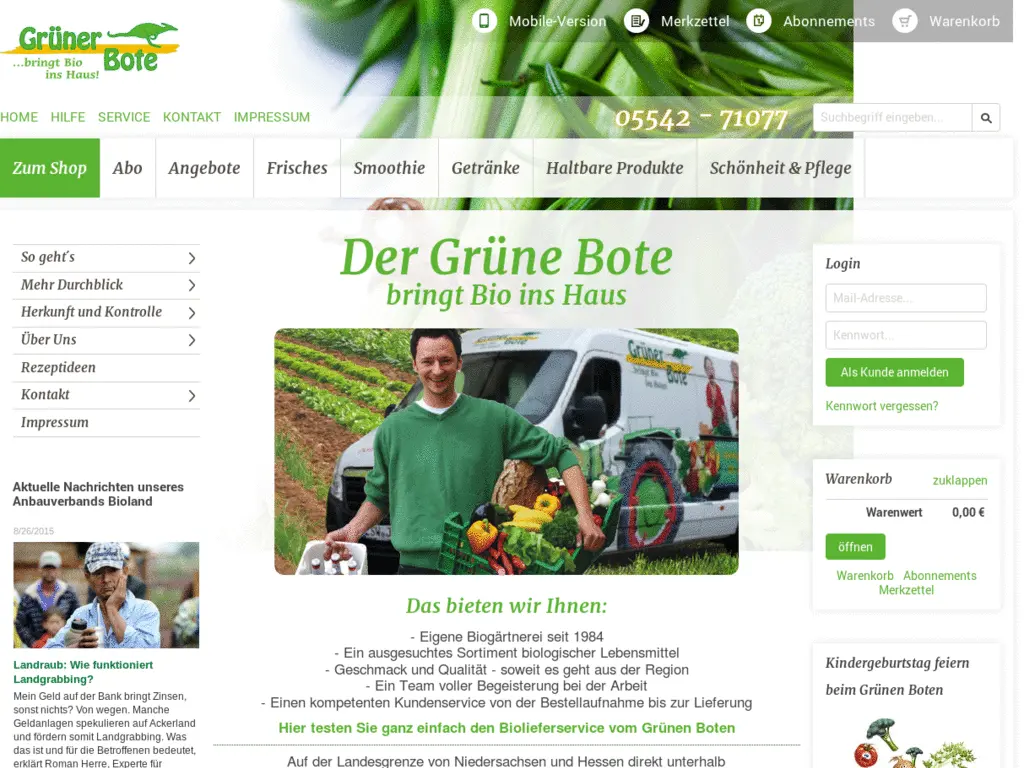 Grüner Bote
...bringt Bio
ins Haus!
Mobile-Version
Merkzettel
Abonnements
Warenkorb
HOME HILFE SERVICE KONTAKT IMPRESSUM
05542 - 71077
Suchbegriff eingeben...
Zum Shop Abo Angebote Frisches Smoothie Getränke Haltbare Produkte Schönheit & Pflege
So geht´s
Mehr Durchblick
Herkunft und Kontrolle
Über Uns
Rezeptideen
Kontakt
Impressum
Aktuelle Nachrichten unseres
Anbauverbands Bioland
8/26/2015
Landraub: Wie funktioniert
Landgrabbing?
Mein Geld auf der Bank bringt Zinsen,
sonst nichts? Von wegen. Manche
Geldanlagen spekulieren auf Ackerland
und fördern somit Landgrabbing. Was
das ist und für die Betroffenen bedeutet,
erklärt Roman Herre, Experte für
Der Grüne Bote
bringt Bio ins Haus
Grüner
Bote
...bringt Bio
ins Haus!
Das bieten wir Ihnen:
- Eigene Biogärtnerei seit 1984
- Ein ausgesuchtes Sortiment biologischer Lebensmittel
- Geschmack und Qualität - soweit es geht aus der Region
- Ein Team voller Begeisterung bei der Arbeit
- Einen kompetenten Kundenservice von der Bestellaufnahme bis zur Lieferung
Hier testen Sie ganz einfach den Biolieferservice vom Grünen Boten
Auf der Landesgrenze von Niedersachsen und Hessen direkt unterhalb
Login
Mail-Adresse...
Kennwort...
Als Kunde anmelden
Kennwort vergessen?
Warenkorb zuklappen
Warenwert 0,00 €
öffnen
Warenkorb Abonnements
Merkzettel
Kindergeburtstag feiern
beim Grünen Boten